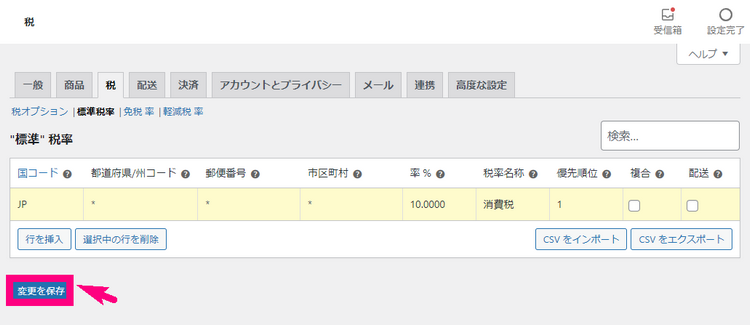 税
受信箱
設定完了
ヘルプ ▼
一般 商品 税 配送 決済 アカウントとプライバシー メール 連携 高度な設定
税オプション | 標準税率 | 免税 率 | 軽減税 率
"標準" 税率
検索…
国コード ? 都道府県/州コード ? 郵便番号 ? 市区町村 ? 率 % ? 税率名称 ? 優先順位 ? 複合 ? 配送 ?
JP * * * 10.0000 消費税 1
行を挿入 選択中の行を削除 CSV をインポート CSV をエクスポート
変更を保存